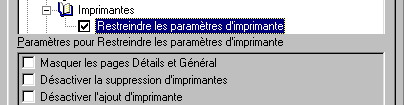 Imprimantes
Restreindre les paramètres d'imprimante
Paramètres pour Restreindre les paramètres d'imprimante
Masquer les pages Détails et Général
Désactiver la suppression d'imprimantes
Désactiver l'ajout d'imprimante